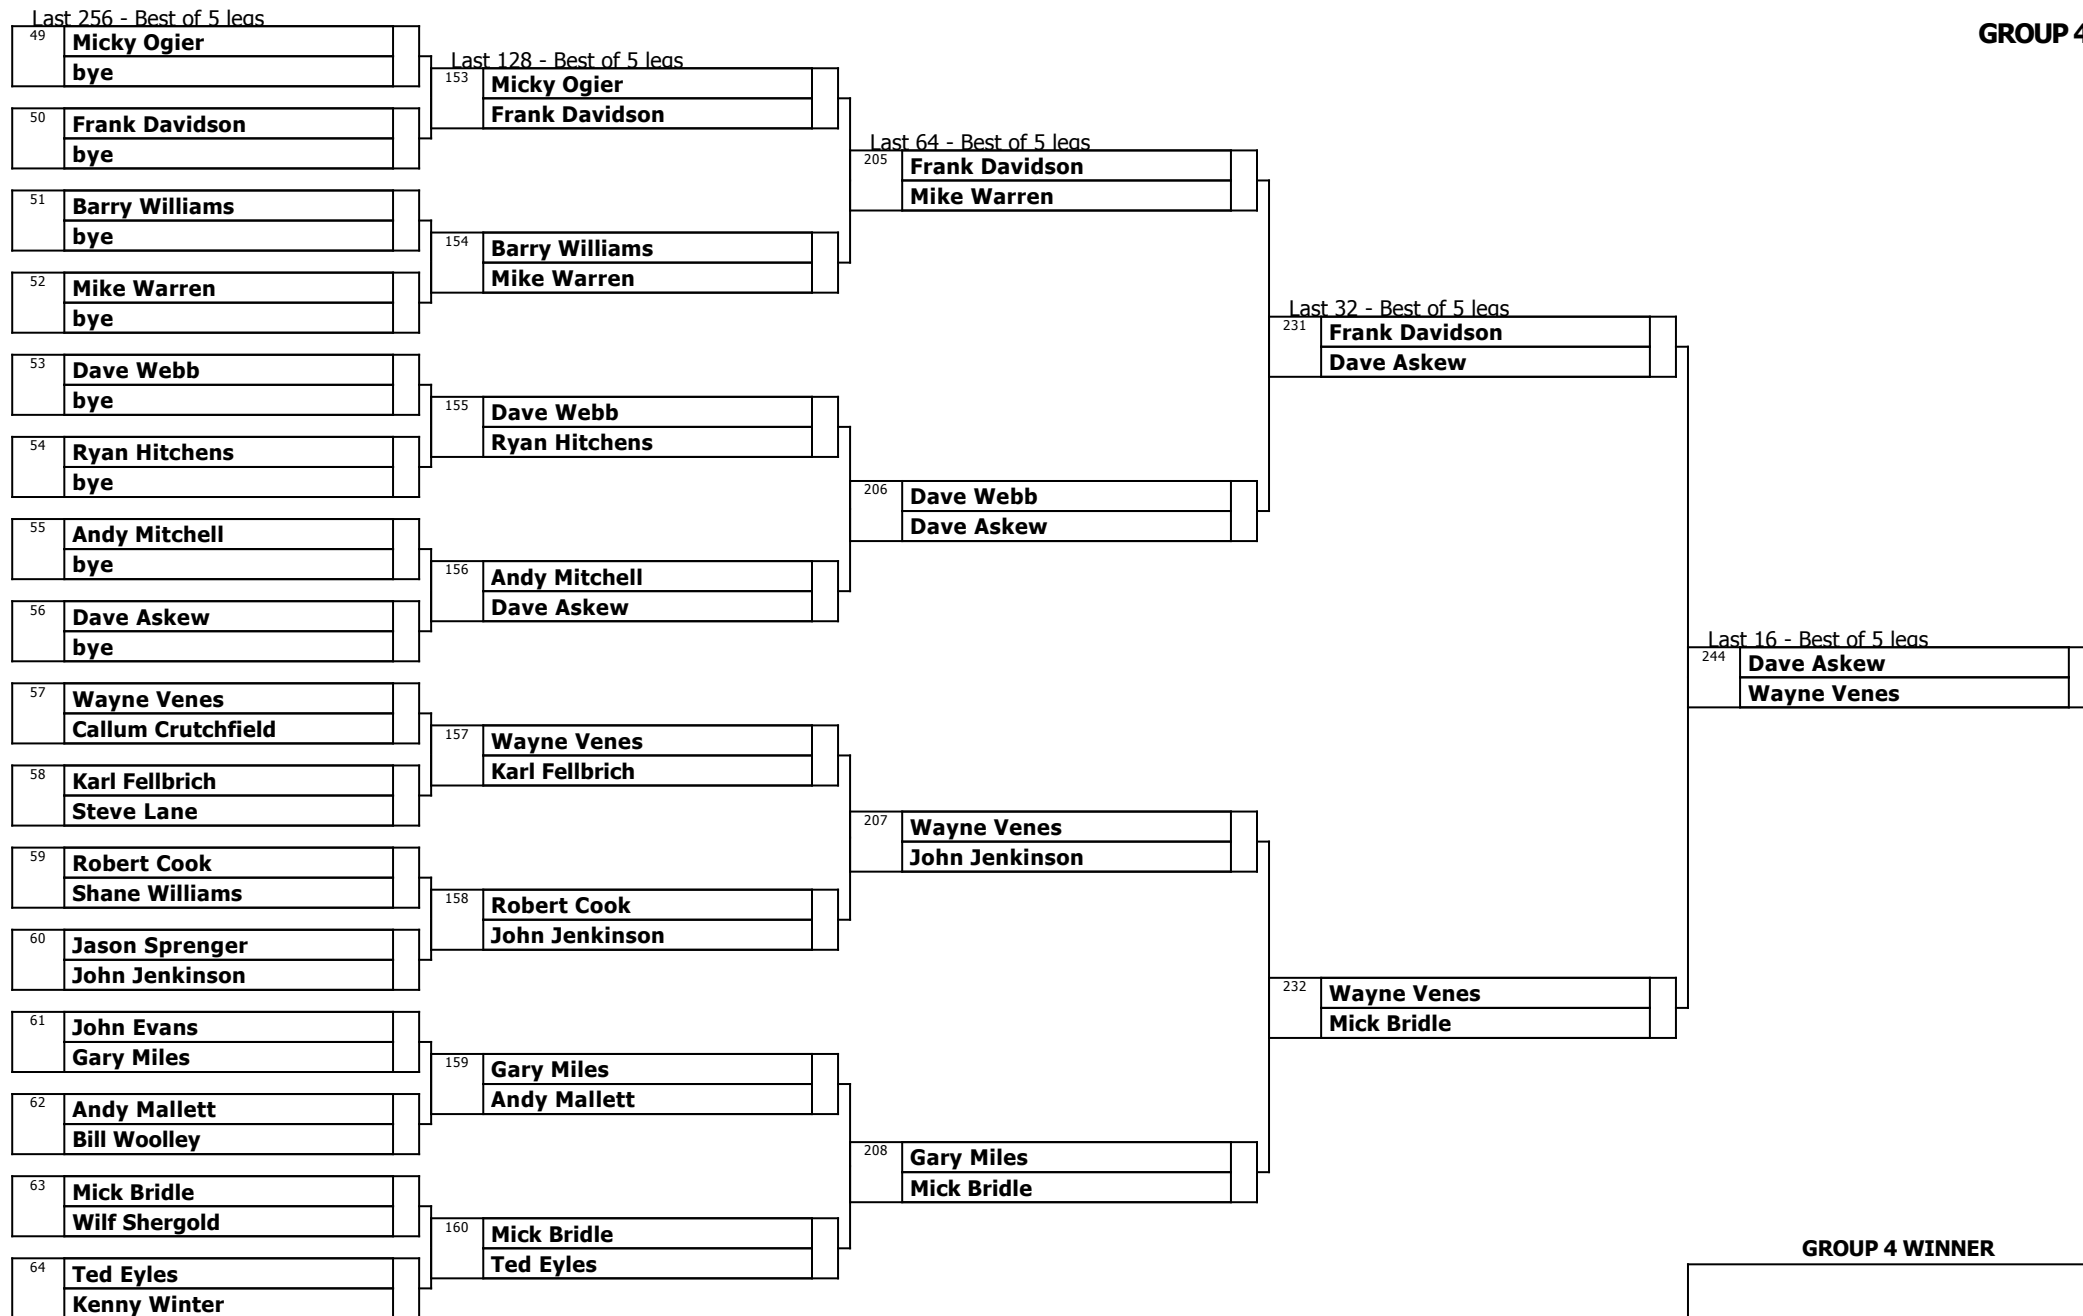 Last 256 - Best of 5 legs
49
Micky Ogier
bye
50
Frank Davidson
bye
51
Barry Williams
bye
52
Mike Warren
bye
53
Dave Webb
bye
54
Ryan Hitchens
bye
55
Andy Mitchell
bye
56
Dave Askew
bye
57
Wayne Venes
Callum Crutchfield
58
Karl Fellbrich
Steve Lane
59
Robert Cook
Shane Williams
60
Jason Sprenger
John Jenkinson
61
John Evans
Gary Miles
62
Andy Mallett
Bill Woolley
63
Mick Bridle
Wilf Shergold
64
Ted Eyles
Kenny Winter
Last 128 - Best of 5 legs
153
Micky Ogier
Frank Davidson
154
Barry Williams
Mike Warren
155
Dave Webb
Ryan Hitchens
156
Andy Mitchell
Dave Askew
157
Wayne Venes
Karl Fellbrich
158
Robert Cook
John Jenkinson
159
Gary Miles
Andy Mallett
160
Mick Bridle
Ted Eyles
Last 64 - Best of 5 legs
205
Frank Davidson
Mike Warren
206
Dave Webb
Dave Askew
207
Wayne Venes
John Jenkinson
208
Gary Miles
Mick Bridle
Last 32 - Best of 5 legs
231
Frank Davidson
Dave Askew
232
Wayne Venes
Mick Bridle
GROUP 4
Last 16 - Best of 5 legs
244
Dave Askew
Wayne Venes
GROUP 4 WINNER